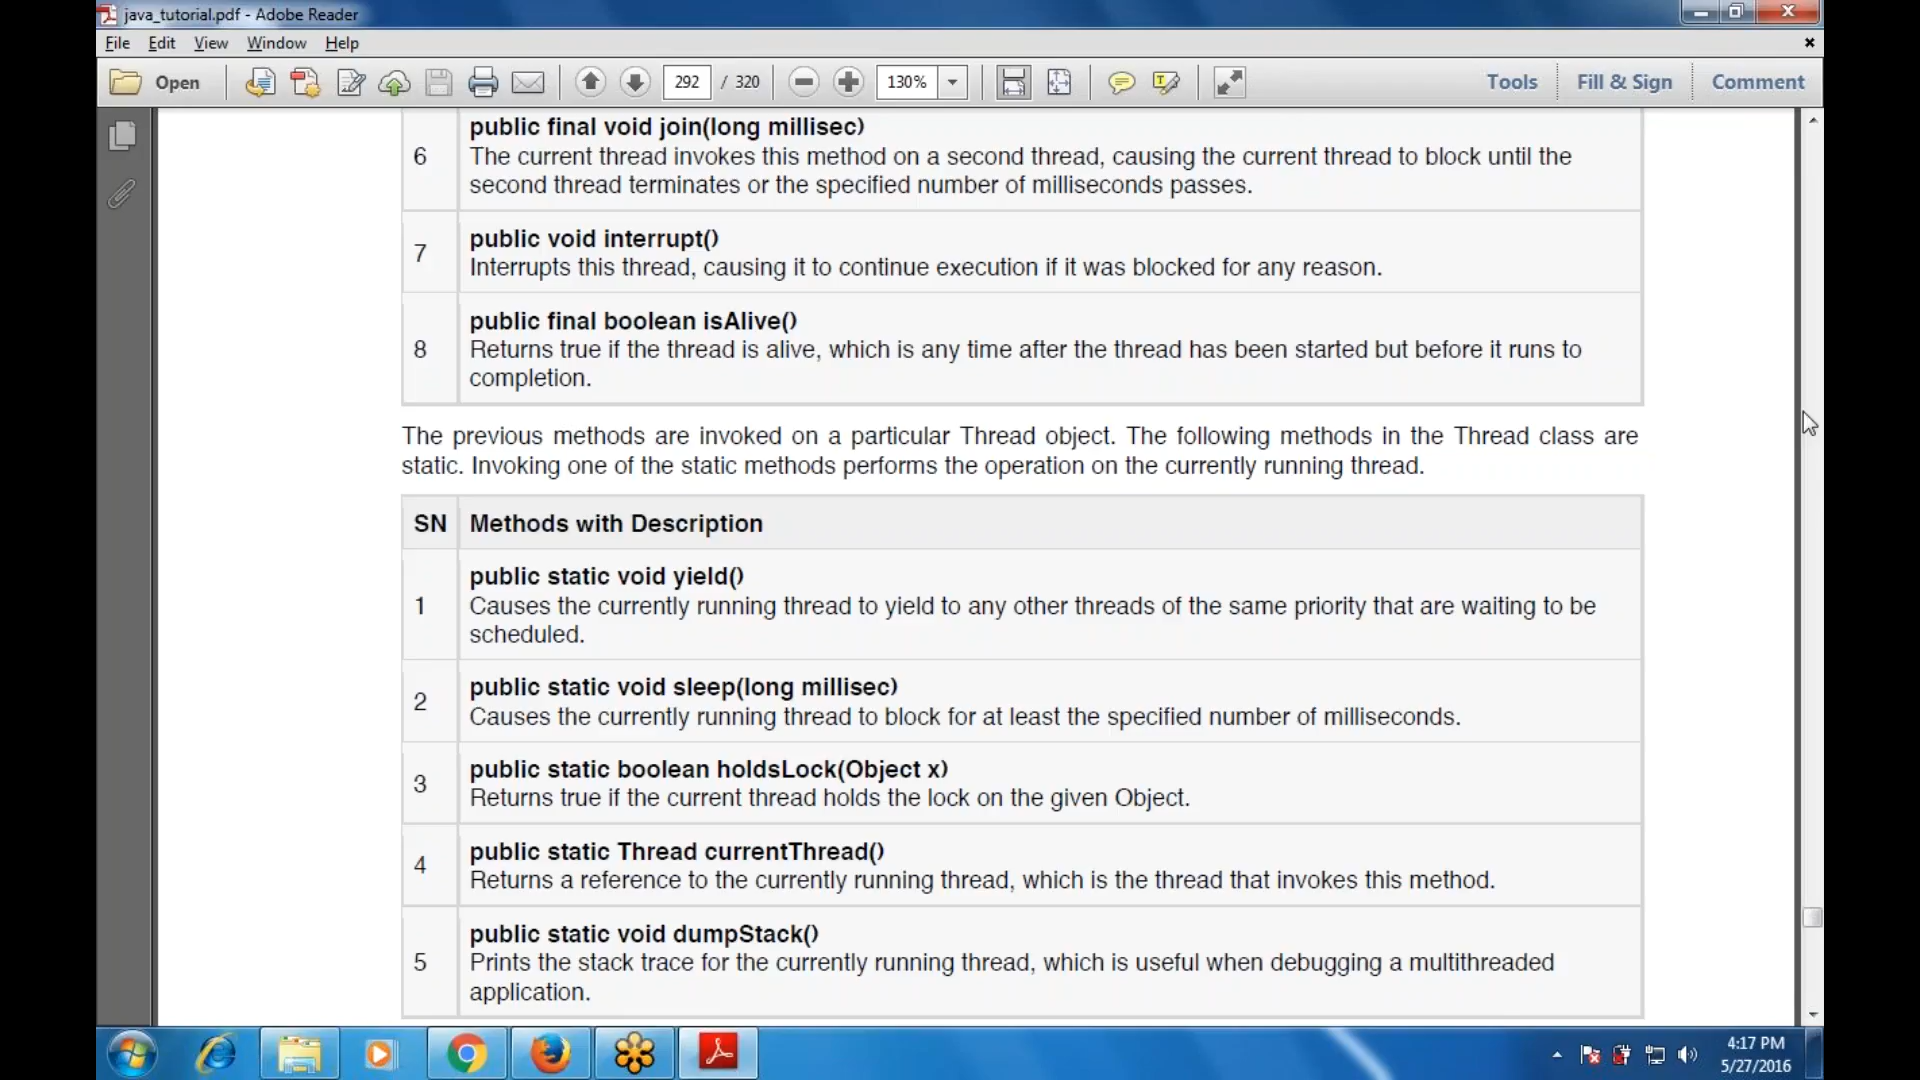 java_tutorial.pdf - Adobe Reader
File Edit View Window Help
Open 292 / 320 130% Tools Fill & Sign Comment
public final void join(long millisec)
6 The current thread invokes this method on a second thread, causing the current thread to block until the
second thread terminates or the specified number of milliseconds passes.
public void interrupt()
7 Interrupts this thread, causing it to continue execution if it was blocked for any reason.
public final boolean isAlive()
8 Returns true if the thread is alive, which is any time after the thread has been started but before it runs to
completion.
The previous methods are invoked on a particular Thread object. The following methods in the Thread class are
static. Invoking one of the static methods performs the operation on the currently running thread.
SN Methods with Description
public static void yield()
1 Causes the currently running thread to yield to any other threads of the same priority that are waiting to be
scheduled.
public static void sleep(long millisec)
2 Causes the currently running thread to block for at least the specified number of milliseconds.
public static boolean holdsLock(Object x)
3 Returns true if the current thread holds the lock on the given Object.
public static Thread currentThread()
4 Returns a reference to the currently running thread, which is the thread that invokes this method.
public static void dumpStack()
5 Prints the stack trace for the currently running thread, which is useful when debugging a multithreaded
application.
4:17 PM
5/27/2016